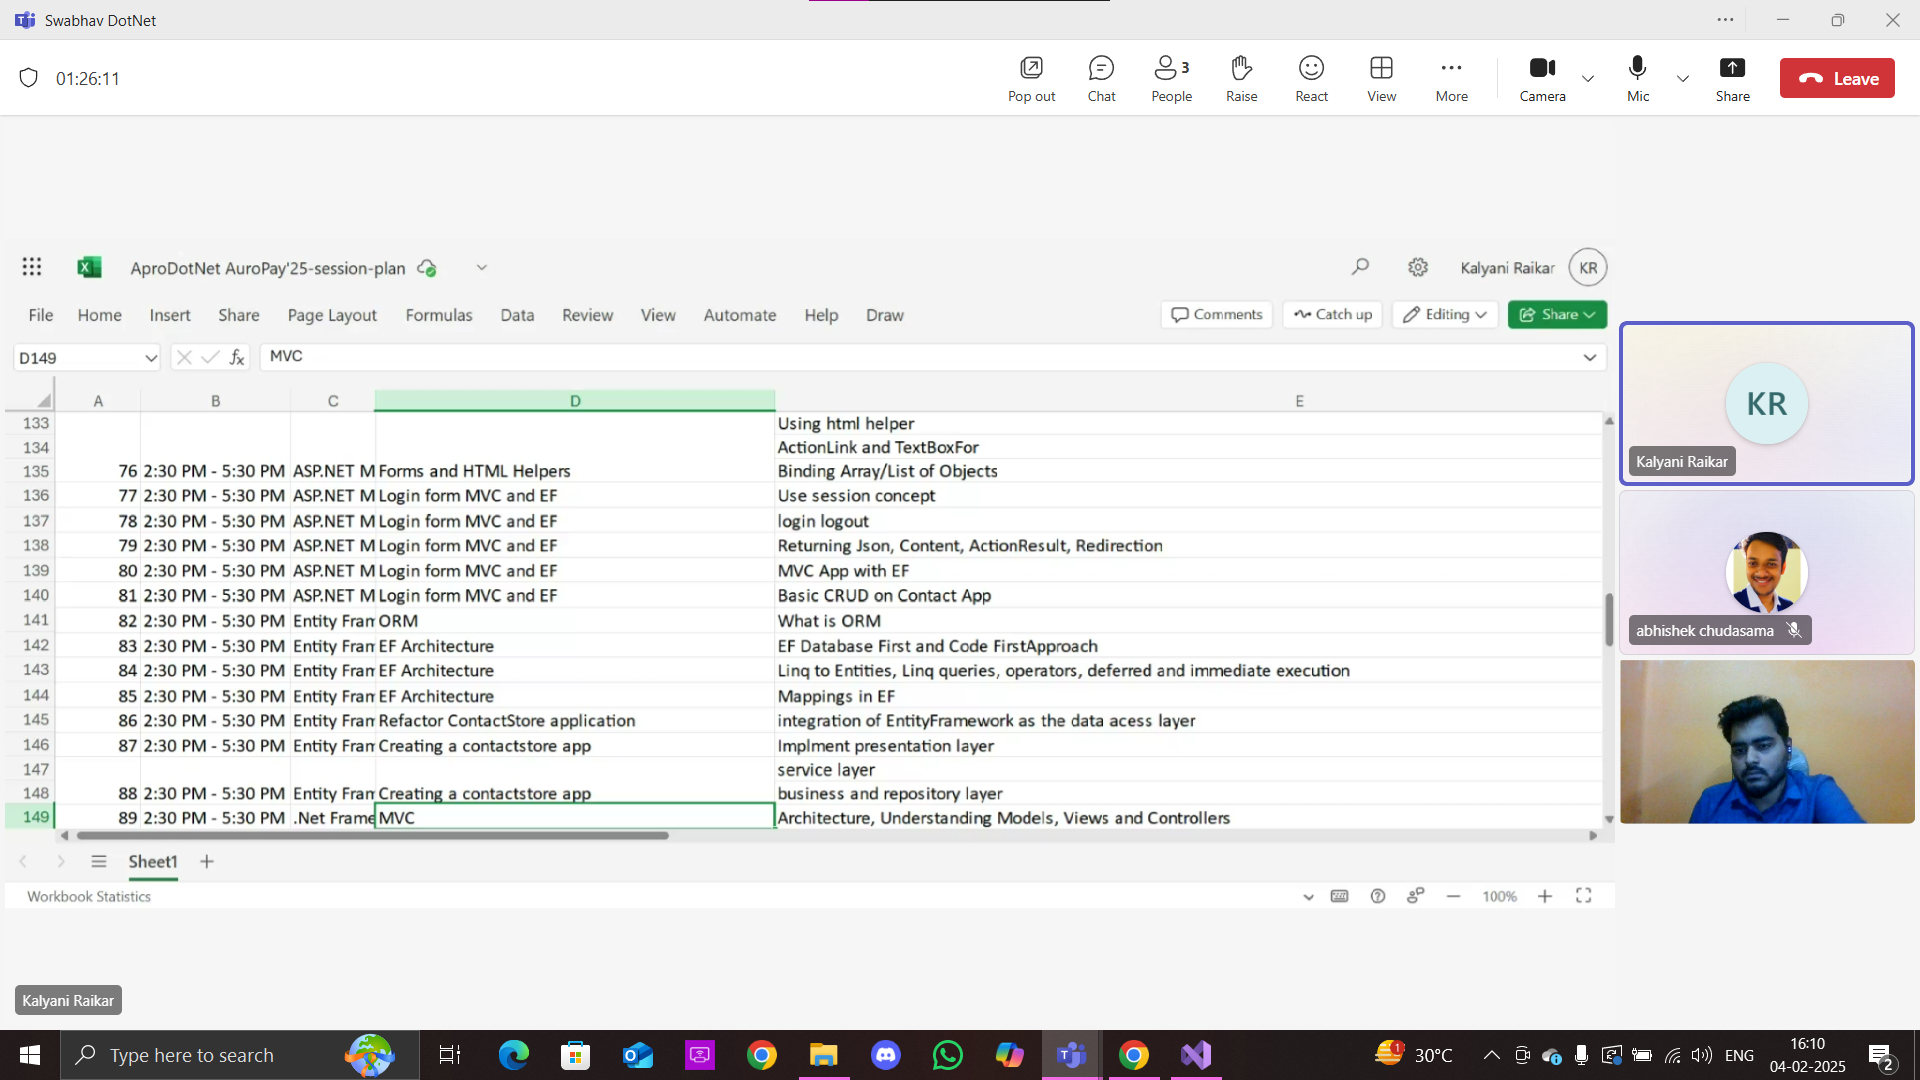 Swabhav DotNet
01:26:11
Pop out
Chat
3
People
Raise
React
View
More
Camera
Mic
Share
Leave
AproDotNet AuroPay'25-session-plan
Kalyani Raikar
KR
File Home Insert Share Page Layout Formulas Data Review View Automate Help Draw
Comments
Catch up
Editing
Share
D149
fx
MVC
A B C D E
133 Using html helper
134 ActionLink and TextBoxFor
135 76 2:30 PM - 5:30 PM ASP.NET M Forms and HTML Helpers Binding Array/List of Objects
136 77 2:30 PM - 5:30 PM ASP.NET M Login form MVC and EF Use session concept
137 78 2:30 PM - 5:30 PM ASP.NET M Login form MVC and EF login logout
138 79 2:30 PM - 5:30 PM ASP.NET M Login form MVC and EF Returning Json, Content, ActionResult, Redirection
139 80 2:30 PM - 5:30 PM ASP.NET M Login form MVC and EF MVC App with EF
140 81 2:30 PM - 5:30 PM ASP.NET M Login form MVC and EF Basic CRUD on Contact App
141 82 2:30 PM - 5:30 PM Entity Fram ORM What is ORM
142 83 2:30 PM - 5:30 PM Entity Fram EF Architecture EF Database First and Code FirstApproach
143 84 2:30 PM - 5:30 PM Entity Fram EF Architecture Linq to Entities, Linq queries, operators, deferred and immediate execution
144 85 2:30 PM - 5:30 PM Entity Fram EF Architecture Mappings in EF
145 86 2:30 PM - 5:30 PM Entity Fram Refactor ContactStore application integration of EntityFramework as the data acess layer
146 87 2:30 PM - 5:30 PM Entity Fram Creating a contactstore app Implment presentation layer
147 service layer
148 88 2:30 PM - 5:30 PM Entity Fram Creating a contactstore app business and repository layer
149 89 2:30 PM - 5:30 PM .Net Frame MVC Architecture, Understanding Models, Views and Controllers
Sheet1
Workbook Statistics
100%
KR
Kalyani Raikar
abhishek chudasama
Kalyani Raikar
Type here to search
1
30°C
ENG
16:10
04-02-2025
2